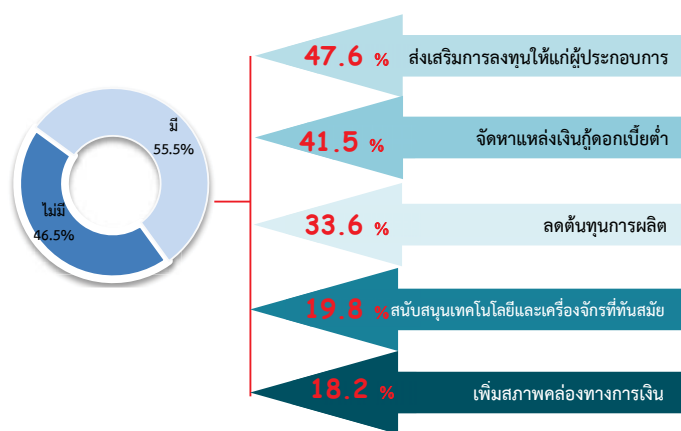 มี
55.5%
ไม่มี
46.5%
47.6 % ส่งเสริมการลงทุนให้แก่ผู้ประกอบการ
41.5 % จัดหาแหล่งเงินกู้ดอกเบี้ยต่ำ
33.6 % ลดต้นทุนการผลิต
19.8 % สนับสนุนเทคโนโลยีและเครื่องจักรที่ทันสมัย
18.2 % เพิ่มสภาพคล่องทางการเงิน